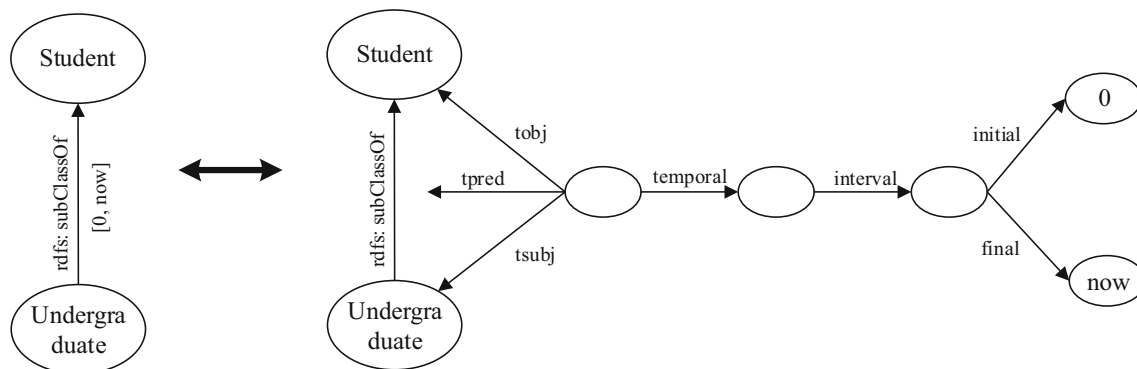 Student
rdfs: subClassOf
[0, now]
Undergra
duate
Student
rdfs: subClassOf
Undergra
duate
tobj
tpred
tsubj
temporal
interval
initial
final
0
now